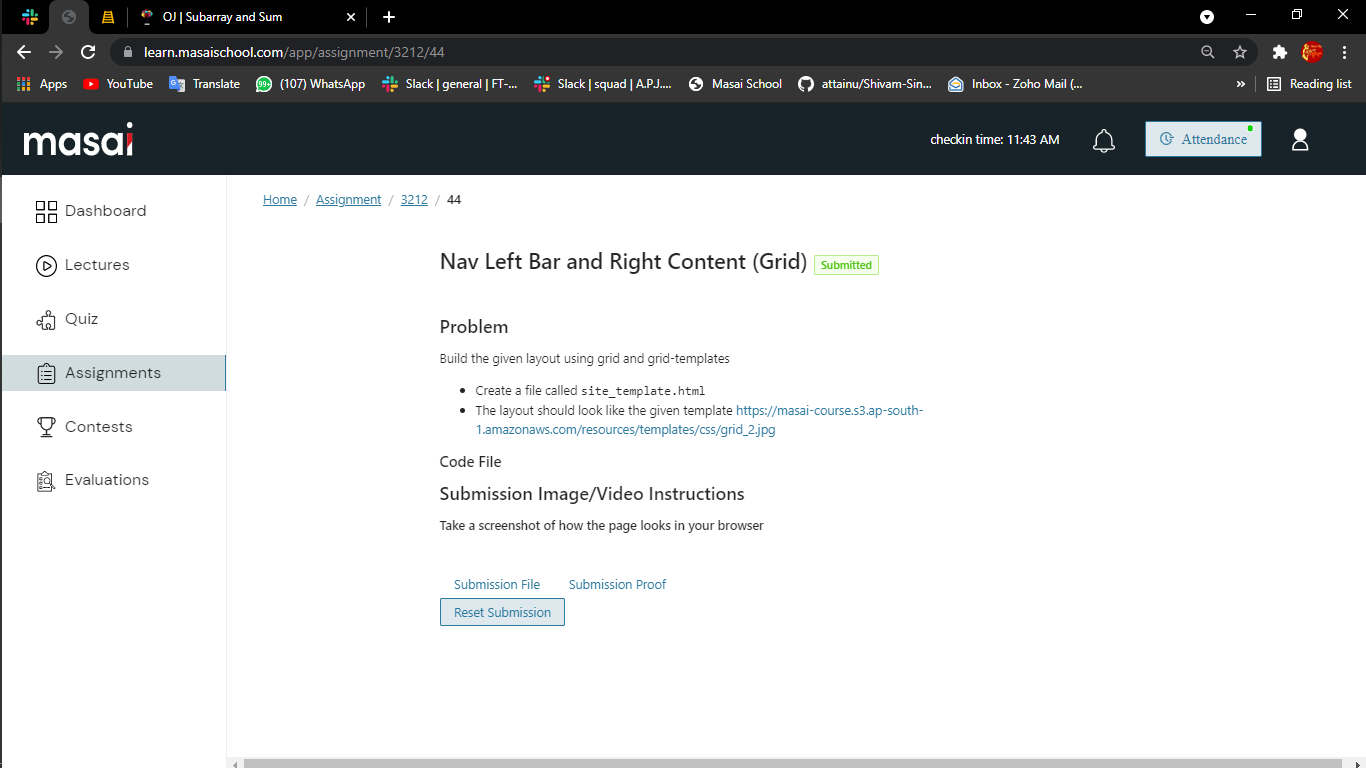 OJ | Subarray and Sum
learn.masaischool.com/app/assignment/3212/44
Apps YouTube Translate 99+ (107) WhatsApp Slack | general | FT-... Slack | squad | A.P.J.... Masai School attainu/Shivam-Sin... Inbox - Zoho Mail (... » Reading list
masai checkin time: 11:43 AM Attendance
Home / Assignment / 3212 / 44
Dashboard
Lectures
Quiz
Assignments
Contests
Evaluations
Nav Left Bar and Right Content (Grid) Submitted
Problem
Build the given layout using grid and grid-templates
• Create a file called site_template.html
• The layout should look like the given template https://masai-course.s3.ap-south-
1.amazonaws.com/resources/templates/css/grid_2.jpg
Code File
Submission Image/Video Instructions
Take a screenshot of how the page looks in your browser
Submission File Submission Proof
Reset Submission